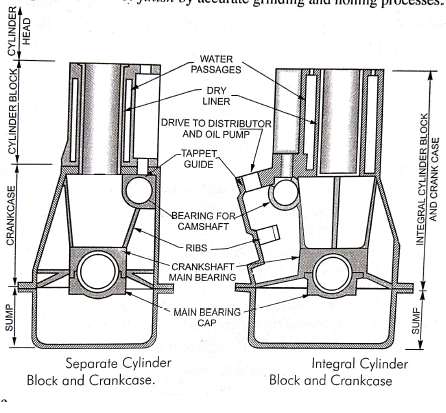 finish by accurate grinding and honing processes.
CYLINDER
HEAD
CYLINDER BLOCK
CRANKCASE
SUMP
WATER
PASSAGES
DRY
LINER
DRIVE TO DISTRIBUTOR
AND OIL PUMP
TAPPET
GUIDE
BEARING FOR
CAMSHAFT
RIBS
CRANKSHAFT
MAIN BEARING
MAIN BEARING
CAP
INTEGRAL CYLINDER BLOCK
AND CRANK CASE
SUMP
Separate Cylinder
Block and Crankcase.
Integral Cylinder
Block and Crankcase